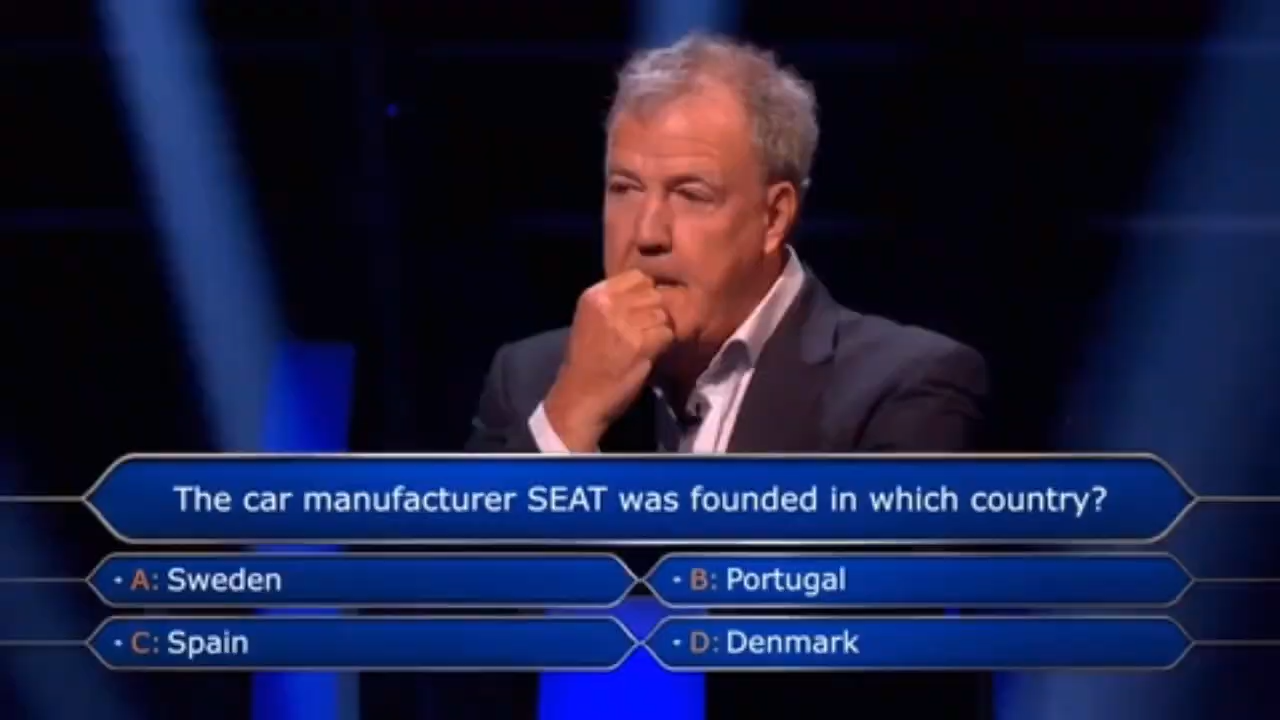 The car manufacturer SEAT was founded in which country?
• A: Sweden
• B: Portugal
• C: Spain
• D: Denmark